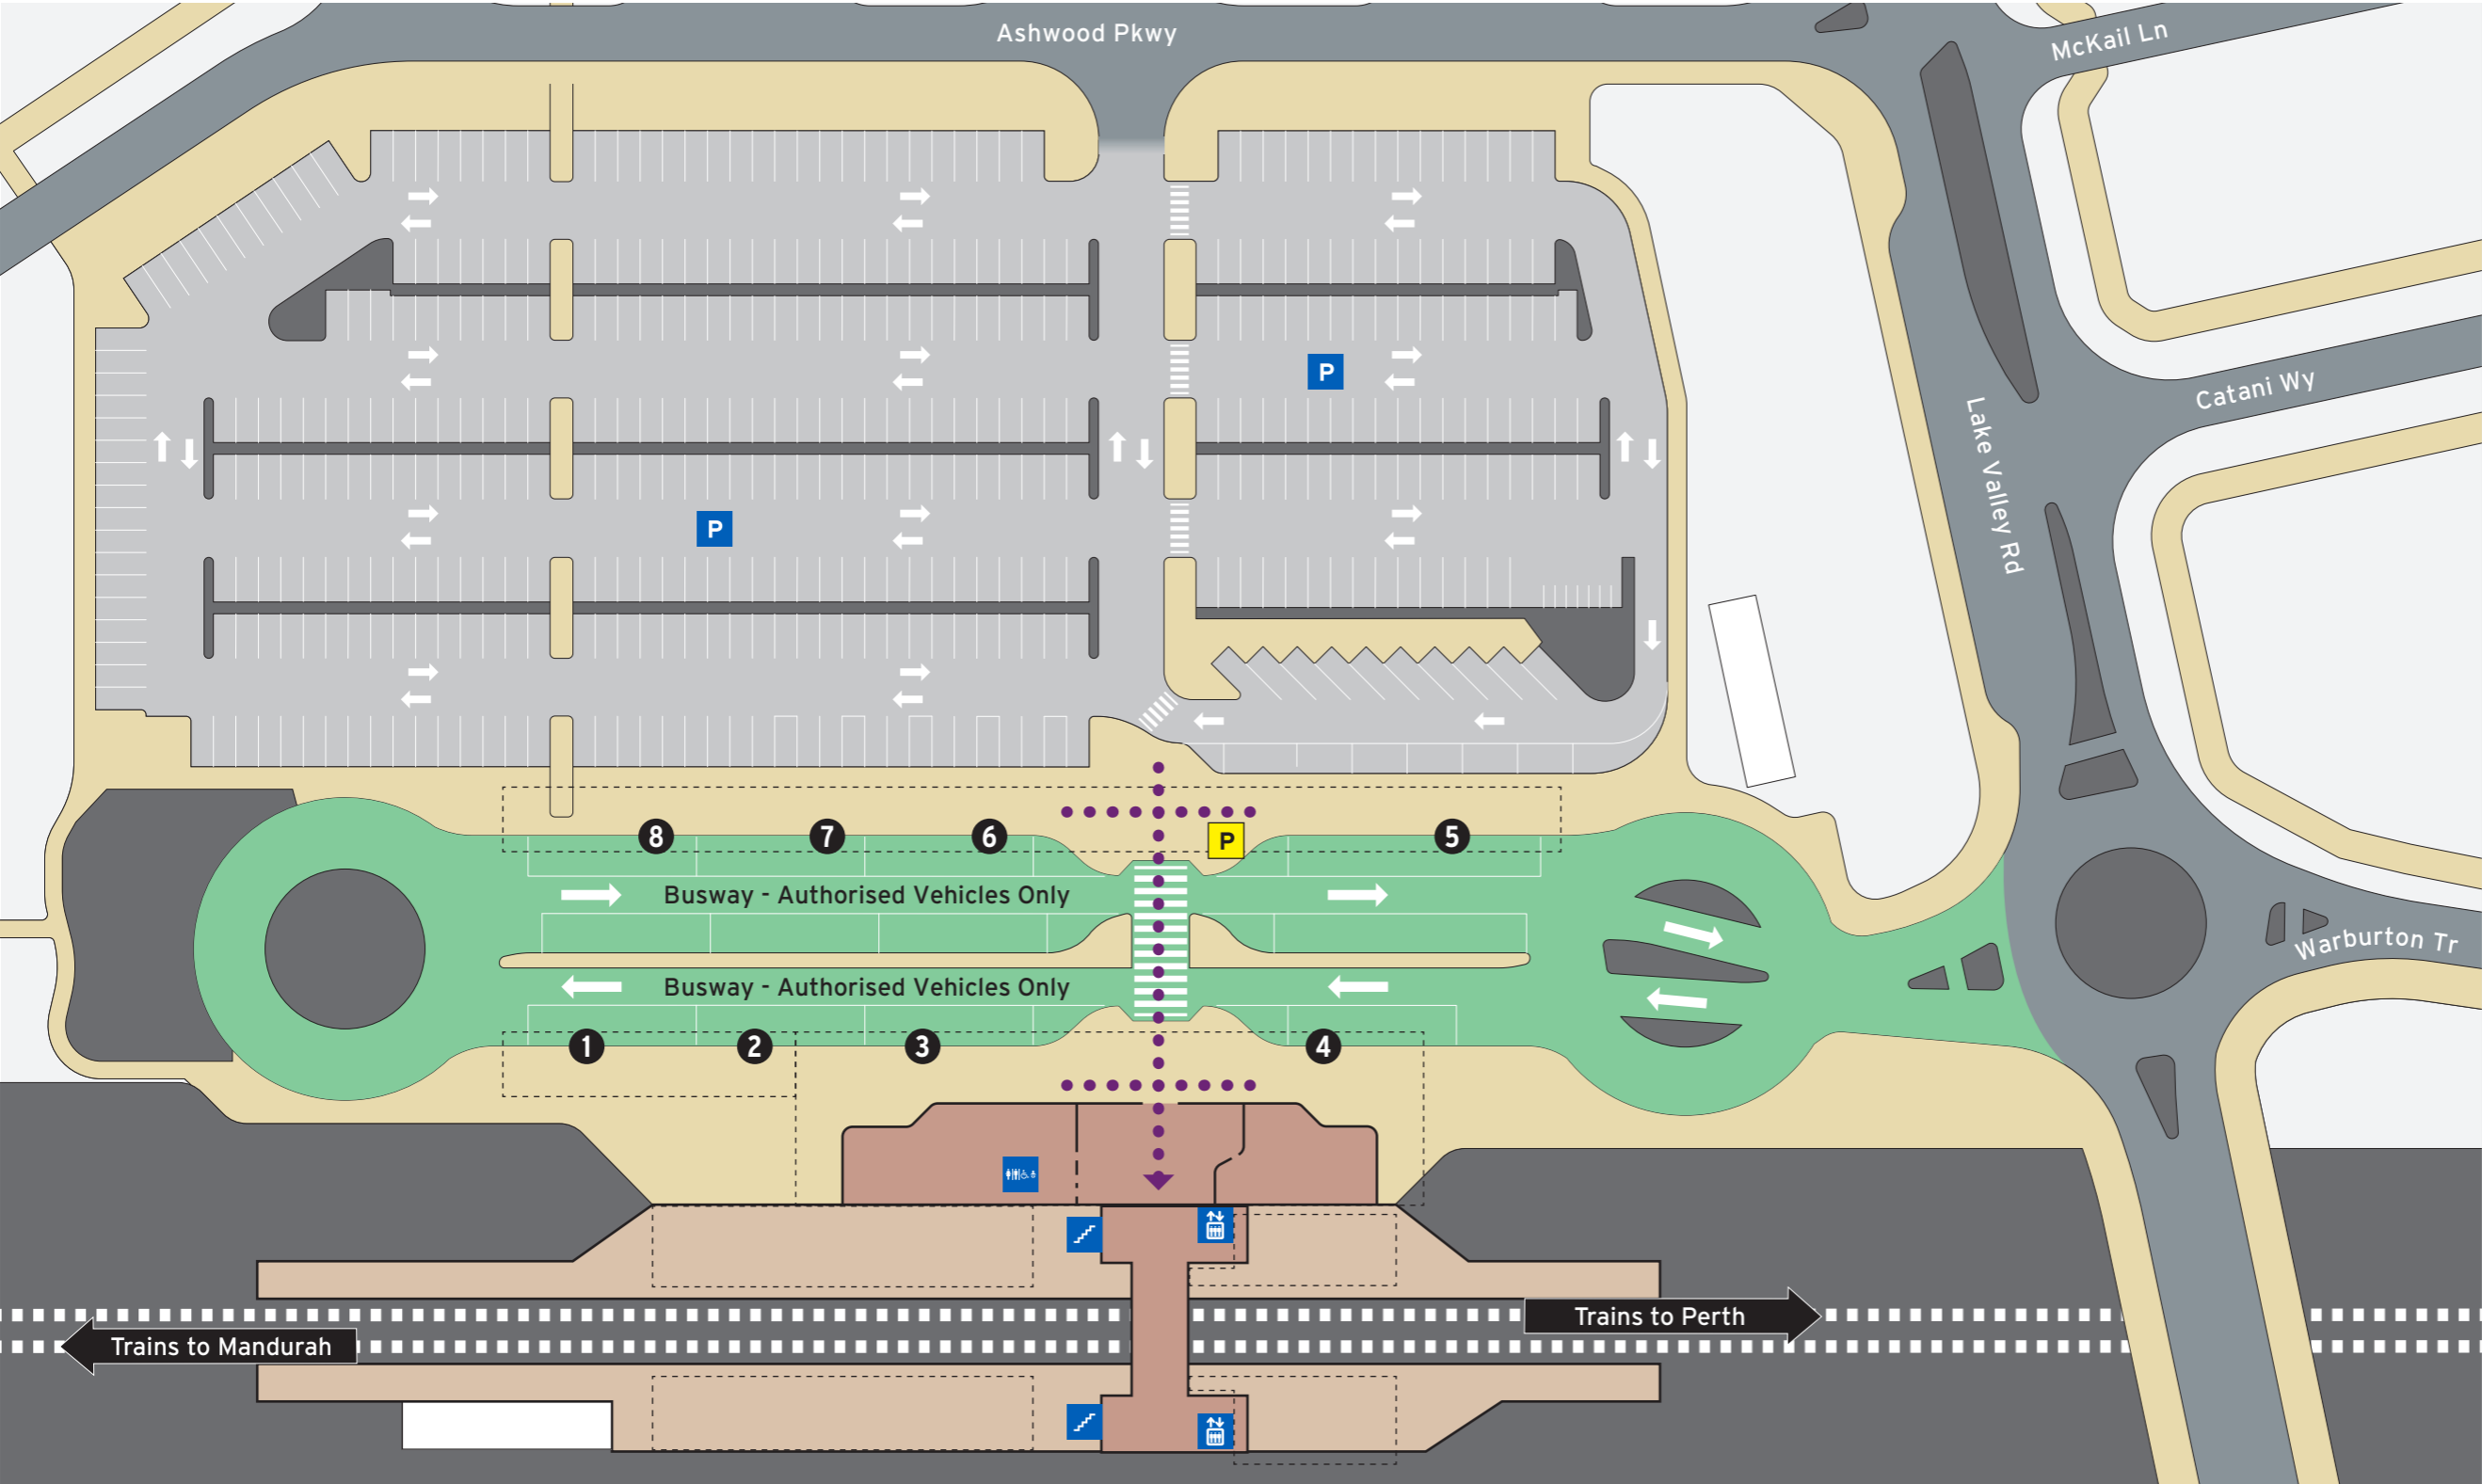 Ashwood Pkwy
McKail Ln
P
Catani Wy
Lake Valley Rd
P
8
7
6
P
5
Busway - Authorised Vehicles Only
Warburton Tr
Busway - Authorised Vehicles Only
1
2
3
4
Trains to Perth
Trains to Mandurah